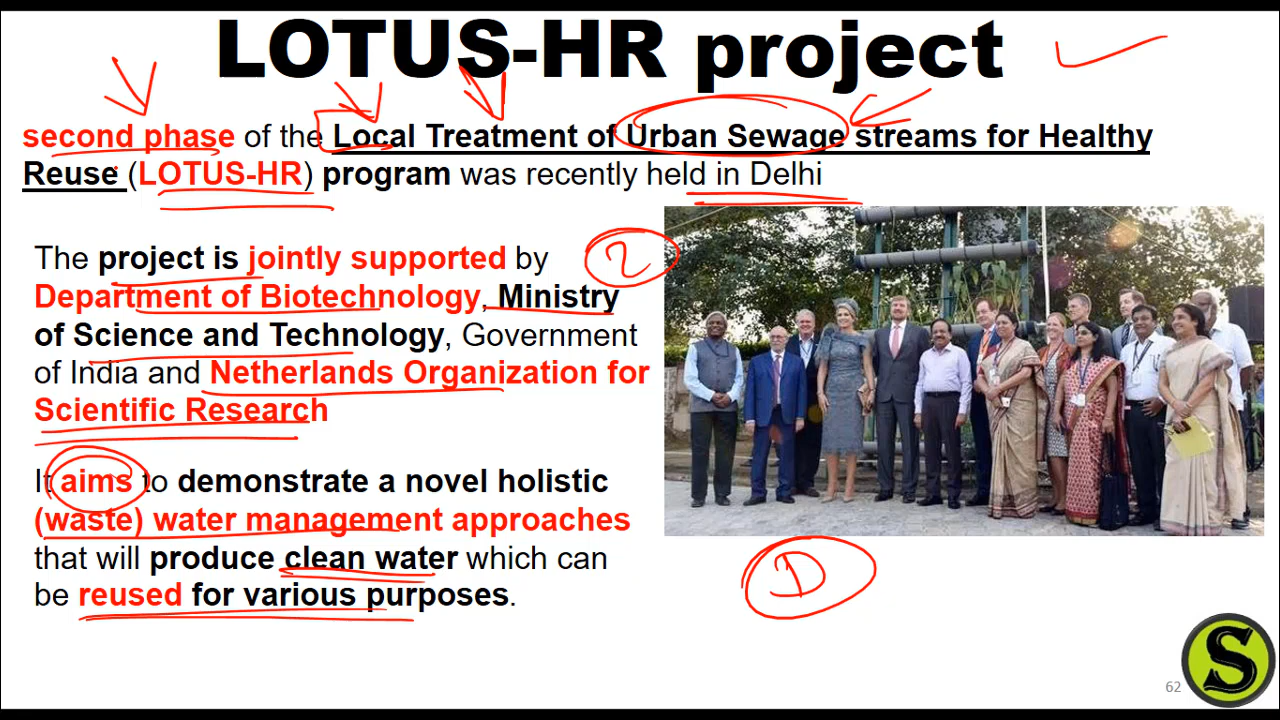 LOTUS-HR project
second phase of the Local Treatment of Urban Sewage streams for Healthy
Reuse (LOTUS-HR) program was recently held in Delhi
The project is jointly supported by
Department of Biotechnology, Ministry
of Science and Technology, Government
of India and Netherlands Organization for
Scientific Research
2
It aims to demonstrate a novel holistic
(waste) water management approaches
that will produce clean water which can
be reused for various purposes.
D
62
S